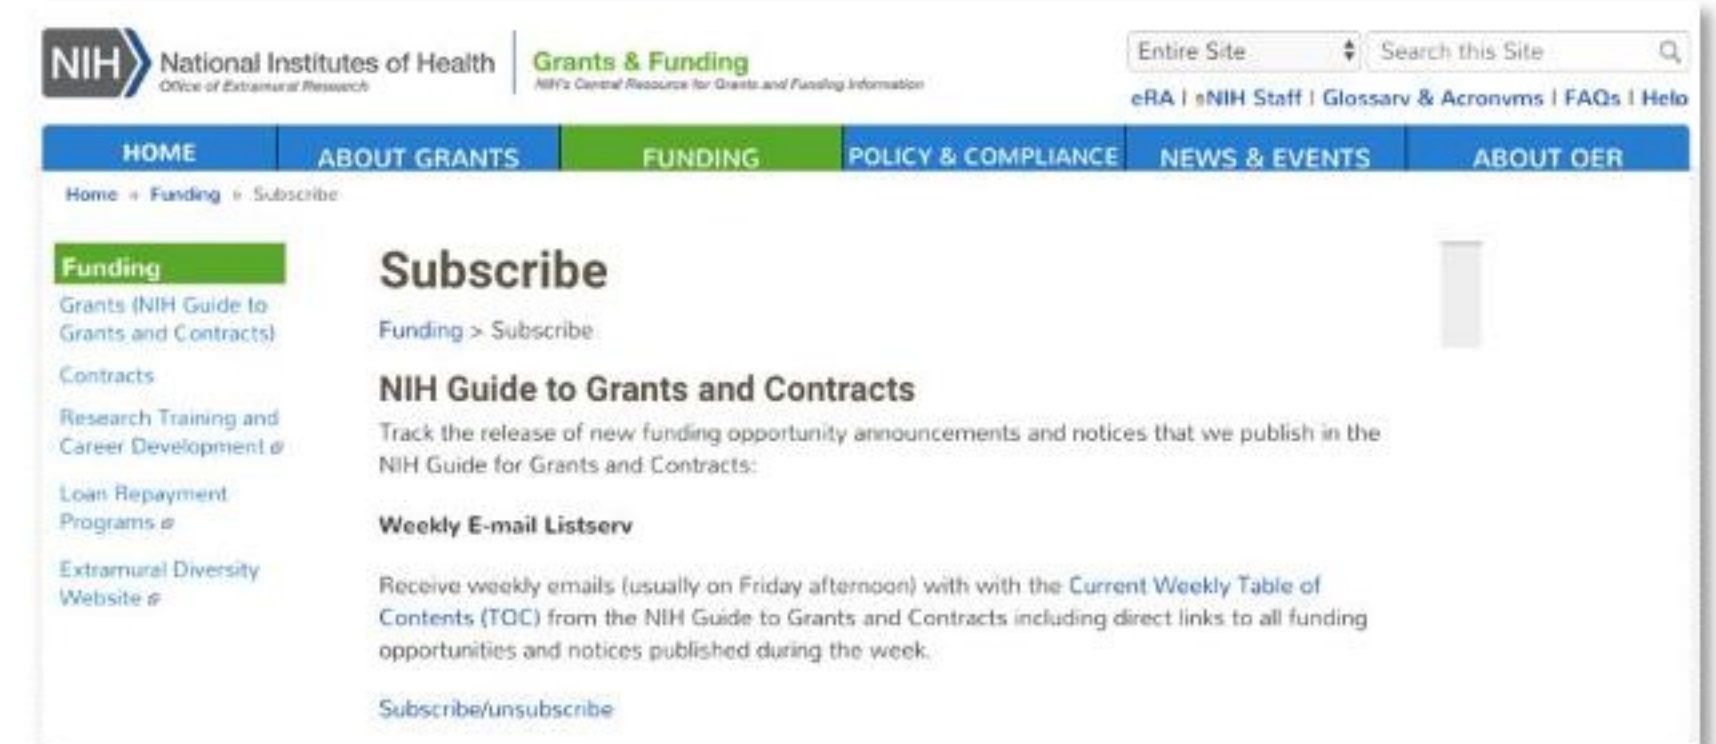 NIH National Institutes of Health
Office of Extramural Research
Grants & Funding
NIH's Central Resource for Grants and Funding Information
Entire Site
Search this Site
eRA | NIH Staff | Glossary & Acronyms | FAQs | Help
HOME ABOUT GRANTS FUNDING POLICY & COMPLIANCE NEWS & EVENTS ABOUT OER
Home » Funding » Subscribe
Funding
Grants (NIH Guide to
Grants and Contracts)
Contracts
Research Training and
Career Development
Loan Repayment
Programs
Extramural Diversity
Website
Subscribe
Funding > Subscribe
NIH Guide to Grants and Contracts
Track the release of new funding opportunity announcements and notices that we publish in the
NIH Guide for Grants and Contracts:
Weekly E-mail Listserv
Receive weekly emails (usually on Friday afternoon) with with the Current Weekly Table of
Contents (TOC) from the NIH Guide to Grants and Contracts including direct links to all funding
opportunities and notices published during the week.
Subscribe/unsubscribe